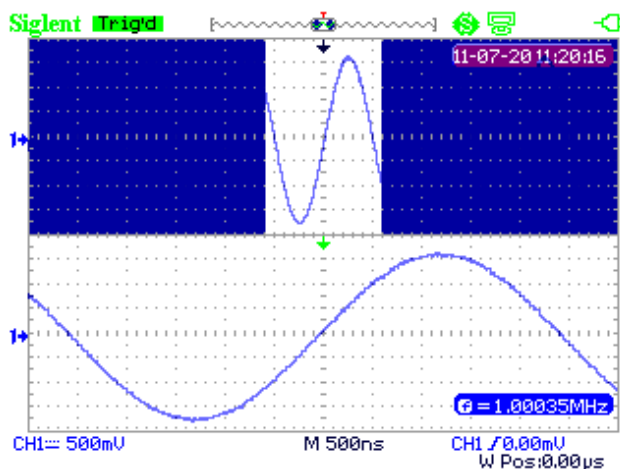 Siglent Trig'd
11-07-20 11:20:16
1
1
f = 1.00035MHz
CH1 500mV M 500ns CH1 0.00mV
W Pos:0.00µs